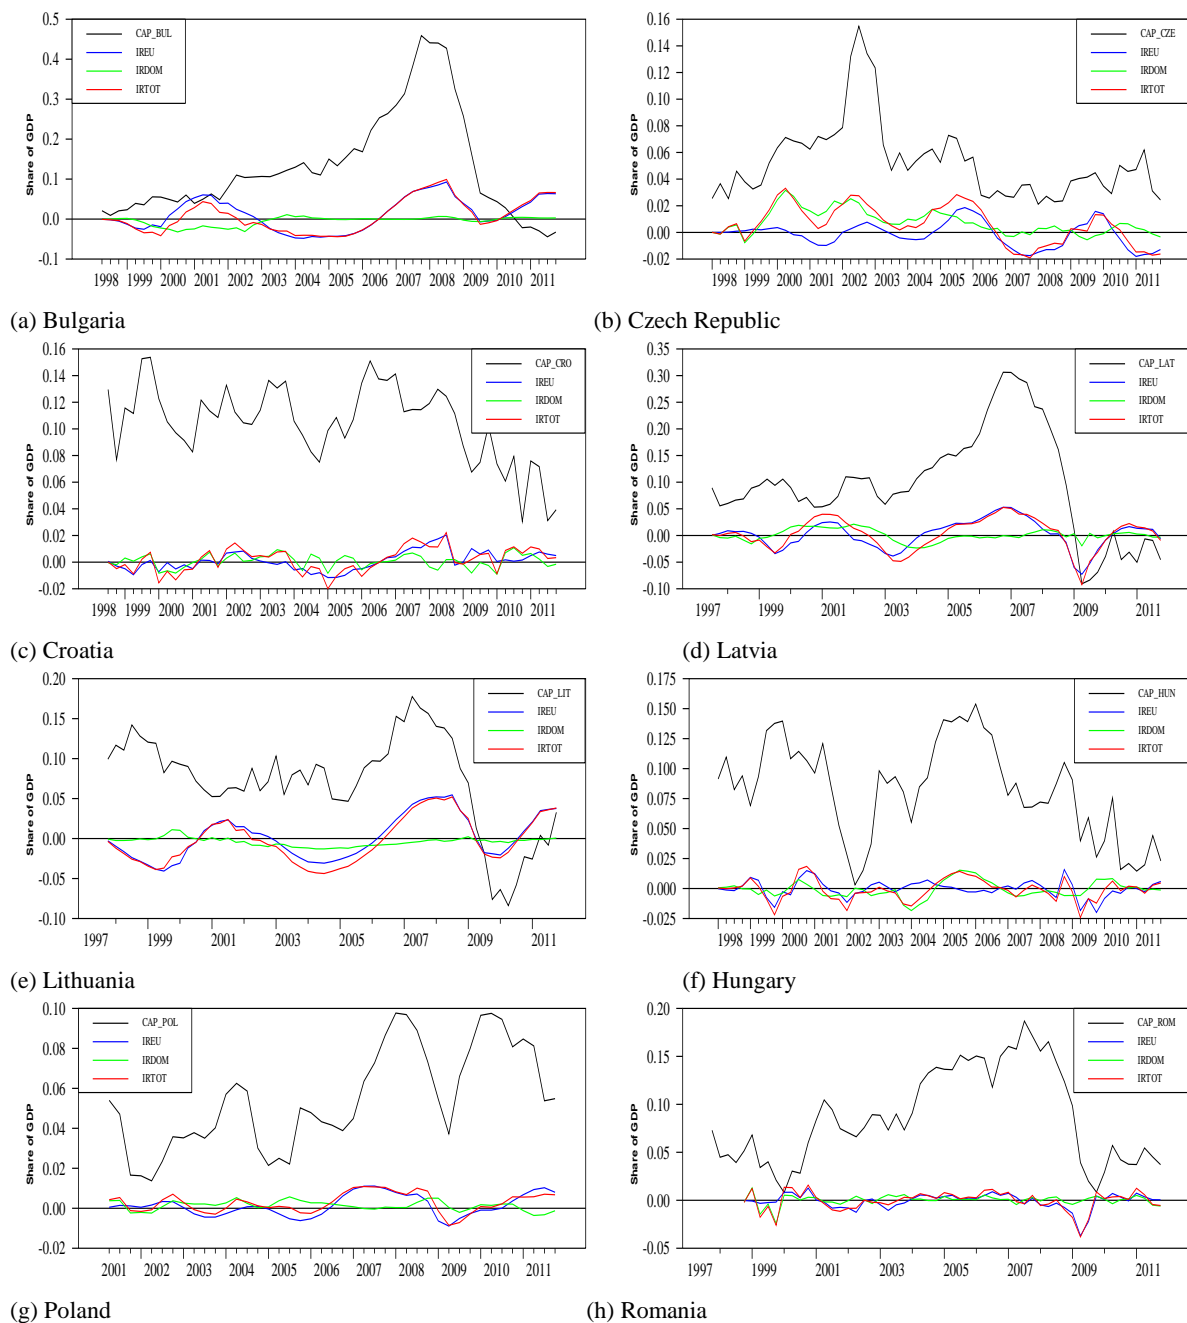 0.5
0.4
0.3
0.2
0.1
0.0
-0.1
Share of GDP
CAP_BUL
IREU
IRDOM
IRTOT
1998 1999 2000 2001 2002 2003 2004 2005 2006 2007 2008 2009 2010 2011
(a) Bulgaria
0.16
0.14
0.12
0.10
0.08
0.06
0.04
0.02
0.00
-0.02
Share of GDP
CAP_CZE
IREU
IRDOM
IRTOT
1998 1999 2000 2001 2002 2003 2004 2005 2006 2007 2008 2009 2010 2011
(b) Czech Republic
0.16
0.14
0.12
0.10
0.08
0.06
0.04
0.02
0.00
-0.02
Share of GDP
CAP_CRO
IREU
IRDOM
IRTOT
1998 1999 2000 2001 2002 2003 2004 2005 2006 2007 2008 2009 2010 2011
(c) Croatia
0.35
0.30
0.25
0.20
0.15
0.10
0.05
0.00
-0.05
-0.10
Share of GDP
CAP_LAT
IREU
IRDOM
IRTOT
1997 1999 2001 2003 2005 2007 2009 2011
(d) Latvia
0.20
0.15
0.10
0.05
0.00
-0.05
-0.10
Share of GDP
CAP_LIT
IREU
IRDOM
IRTOT
1997 1999 2001 2003 2005 2007 2009 2011
(e) Lithuania
0.175
0.150
0.125
0.100
0.075
0.050
0.025
0.000
-0.025
Share of GDP
CAP_HUN
IREU
IRDOM
IRTOT
1998 1999 2000 2001 2002 2003 2004 2005 2006 2007 2008 2009 2010 2011
(f) Hungary
0.10
0.08
0.06
0.04
0.02
0.00
-0.02
Share of GDP
CAP_POL
IREU
IRDOM
IRTOT
2001 2002 2003 2004 2005 2006 2007 2008 2009 2010 2011
(g) Poland
0.20
0.15
0.10
0.05
0.00
-0.05
Share of GDP
CAP_ROM
IREU
IRDOM
IRTOT
1997 1999 2001 2003 2005 2007 2009 2011
(h) Romania